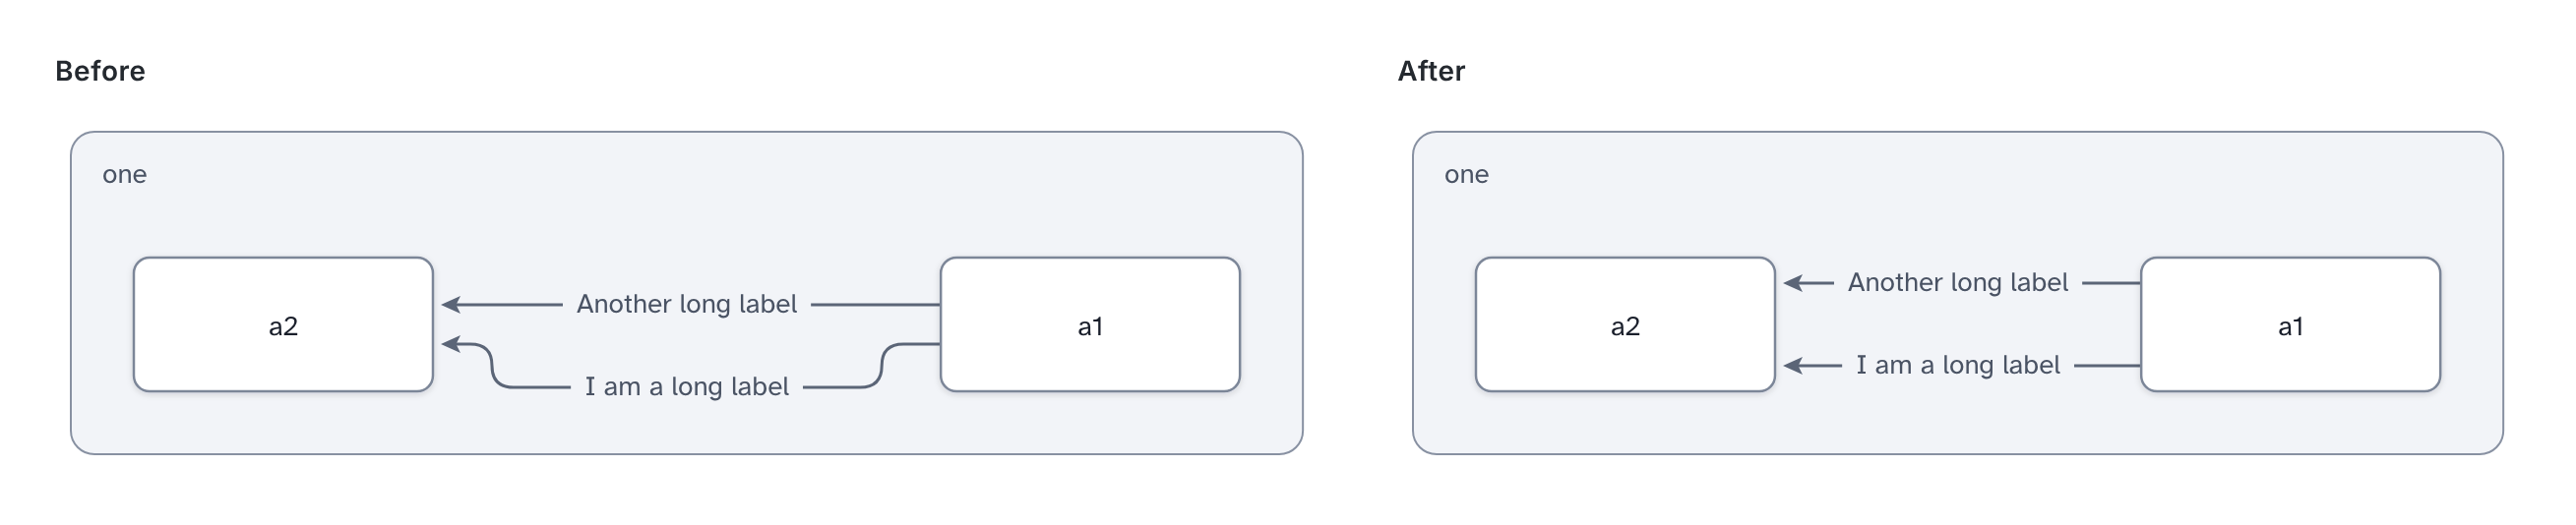 Before
one
a2
Another long label
I am a long label
a1
After
one
a2
Another long label
I am a long label
a1